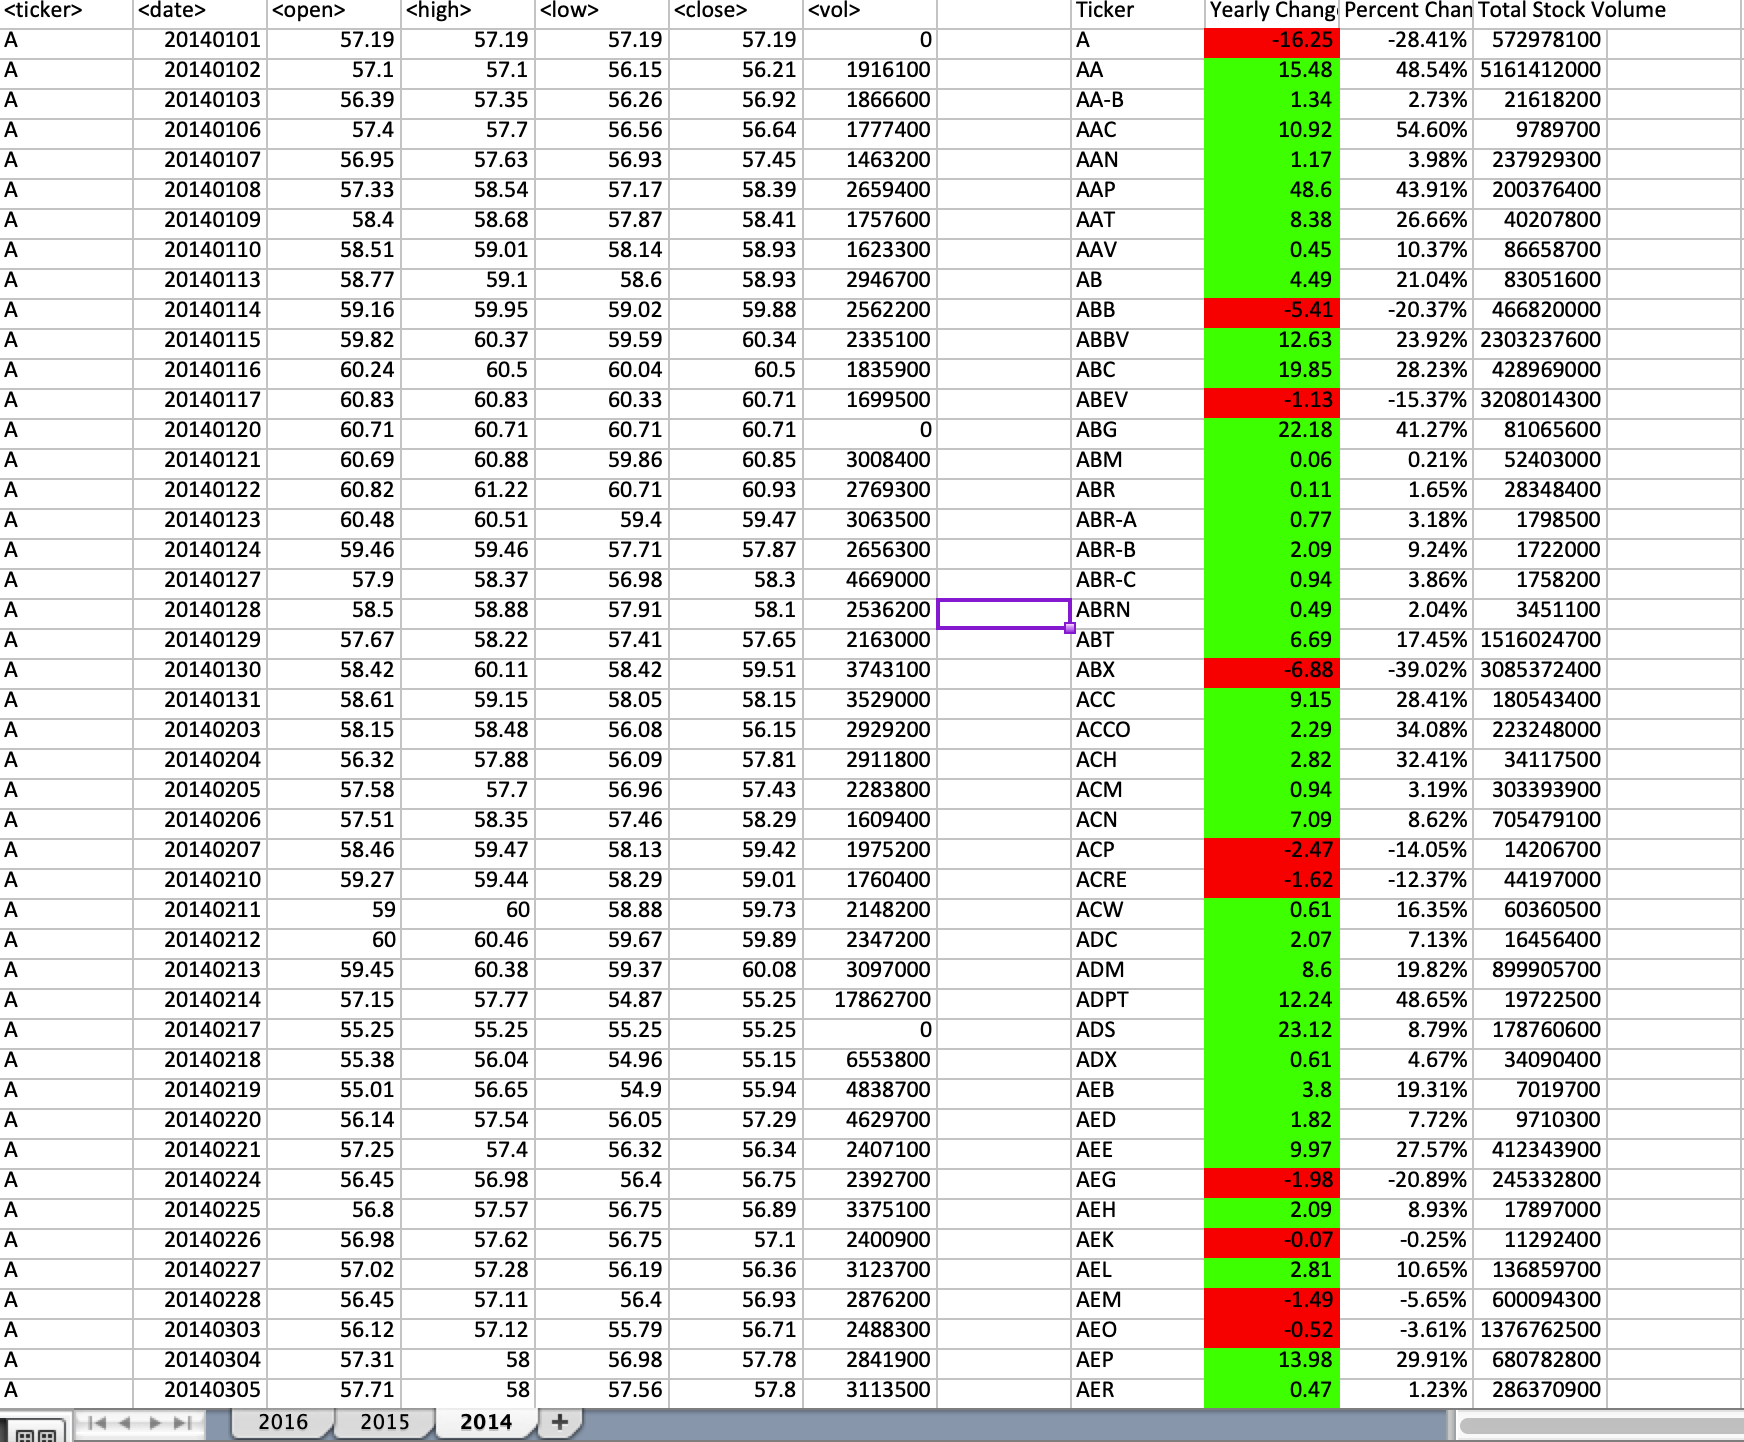 <ticker> <date> <open> <high> <low> <close> <vol> Ticker Yearly Chang Percent Chan Total Stock Volume
A 20140101 57.19 57.19 57.19 57.19 0 A -16.25 -28.41% 572978100
A 20140102 57.1 57.1 56.15 56.21 1916100 AA 15.48 48.54% 5161412000
A 20140103 56.39 57.35 56.26 56.92 1866600 AA-B 1.34 2.73% 21618200
A 20140106 57.4 57.7 56.56 56.64 1777400 AAC 10.92 54.60% 9789700
A 20140107 56.95 57.63 56.93 57.45 1463200 AAN 1.17 3.98% 237929300
A 20140108 57.33 58.54 57.17 58.39 2659400 AAP 48.6 43.91% 200376400
A 20140109 58.4 58.68 57.87 58.41 1757600 AAT 8.38 26.66% 40207800
A 20140110 58.51 59.01 58.14 58.93 1623300 AAV 0.45 10.37% 86658700
A 20140113 58.77 59.1 58.6 58.93 2946700 AB 4.49 21.04% 83051600
A 20140114 59.16 59.95 59.02 59.88 2562200 ABB -5.41 -20.37% 466820000
A 20140115 59.82 60.37 59.59 60.34 2335100 ABBV 12.63 23.92% 2303237600
A 20140116 60.24 60.5 60.04 60.5 1835900 ABC 19.85 28.23% 428969000
A 20140117 60.83 60.83 60.33 60.71 1699500 ABEV -1.13 -15.37% 3208014300
A 20140120 60.71 60.71 60.71 60.71 0 ABG 22.18 41.27% 81065600
A 20140121 60.69 60.88 59.86 60.85 3008400 ABM 0.06 0.21% 52403000
A 20140122 60.82 61.22 60.71 60.93 2769300 ABR 0.11 1.65% 28348400
A 20140123 60.48 60.51 59.4 59.47 3063500 ABR-A 0.77 3.18% 1798500
A 20140124 59.46 59.46 57.71 57.87 2656300 ABR-B 2.09 9.24% 1722000
A 20140127 57.9 58.37 56.98 58.3 4669000 ABR-C 0.94 3.86% 1758200
A 20140128 58.5 58.88 57.91 58.1 2536200 ABRN 0.49 2.04% 3451100
A 20140129 57.67 58.22 57.41 57.65 2163000 ABT 6.69 17.45% 1516024700
A 20140130 58.42 60.11 58.42 59.51 3743100 ABX -6.88 -39.02% 3085372400
A 20140131 58.61 59.15 58.05 58.15 3529000 ACC 9.15 28.41% 180543400
A 20140203 58.15 58.48 56.08 56.15 2929200 ACCO 2.29 34.08% 223248000
A 20140204 56.32 57.88 56.09 57.81 2911800 ACH 2.82 32.41% 34117500
A 20140205 57.58 57.7 56.96 57.43 2283800 ACM 0.94 3.19% 303393900
A 20140206 57.51 58.35 57.46 58.29 1609400 ACN 7.09 8.62% 705479100
A 20140207 58.46 59.47 58.13 59.42 1975200 ACP -2.47 -14.05% 14206700
A 20140210 59.27 59.44 58.29 59.01 1760400 ACRE -1.62 -12.37% 44197000
A 20140211 59 60 58.88 59.73 2148200 ACW 0.61 16.35% 60360500
A 20140212 60 60.46 59.67 59.89 2347200 ADC 2.07 7.13% 16456400
A 20140213 59.45 60.38 59.37 60.08 3097000 ADM 8.6 19.82% 899905700
A 20140214 57.15 57.77 54.87 55.25 17862700 ADPT 12.24 48.65% 19722500
A 20140217 55.25 55.25 55.25 55.25 0 ADS 23.12 8.79% 178760600
A 20140218 55.38 56.04 54.96 55.15 6553800 ADX 0.61 4.67% 34090400
A 20140219 55.01 56.65 54.9 55.94 4838700 AEB 3.8 19.31% 7019700
A 20140220 56.14 57.54 56.05 57.29 4629700 AED 1.82 7.72% 9710300
A 20140221 57.25 57.4 56.32 56.34 2407100 AEE 9.97 27.57% 412343900
A 20140224 56.45 56.98 56.4 56.75 2392700 AEG -1.98 -20.89% 245332800
A 20140225 56.8 57.57 56.75 56.89 3375100 AEH 2.09 8.93% 17897000
A 20140226 56.98 57.62 56.75 57.1 2400900 AEK -0.07 -0.25% 11292400
A 20140227 57.02 57.28 56.19 56.36 3123700 AEL 2.81 10.65% 136859700
A 20140228 56.45 57.11 56.4 56.93 2876200 AEM -1.49 -5.65% 600094300
A 20140303 56.12 57.12 55.79 56.71 2488300 AEO -0.52 -3.61% 1376762500
A 20140304 57.31 58 56.98 57.78 2841900 AEP 13.98 29.91% 680782800
A 20140305 57.71 58 57.56 57.8 3113500 AER 0.47 1.23% 286370900
2016 2015 2014 +